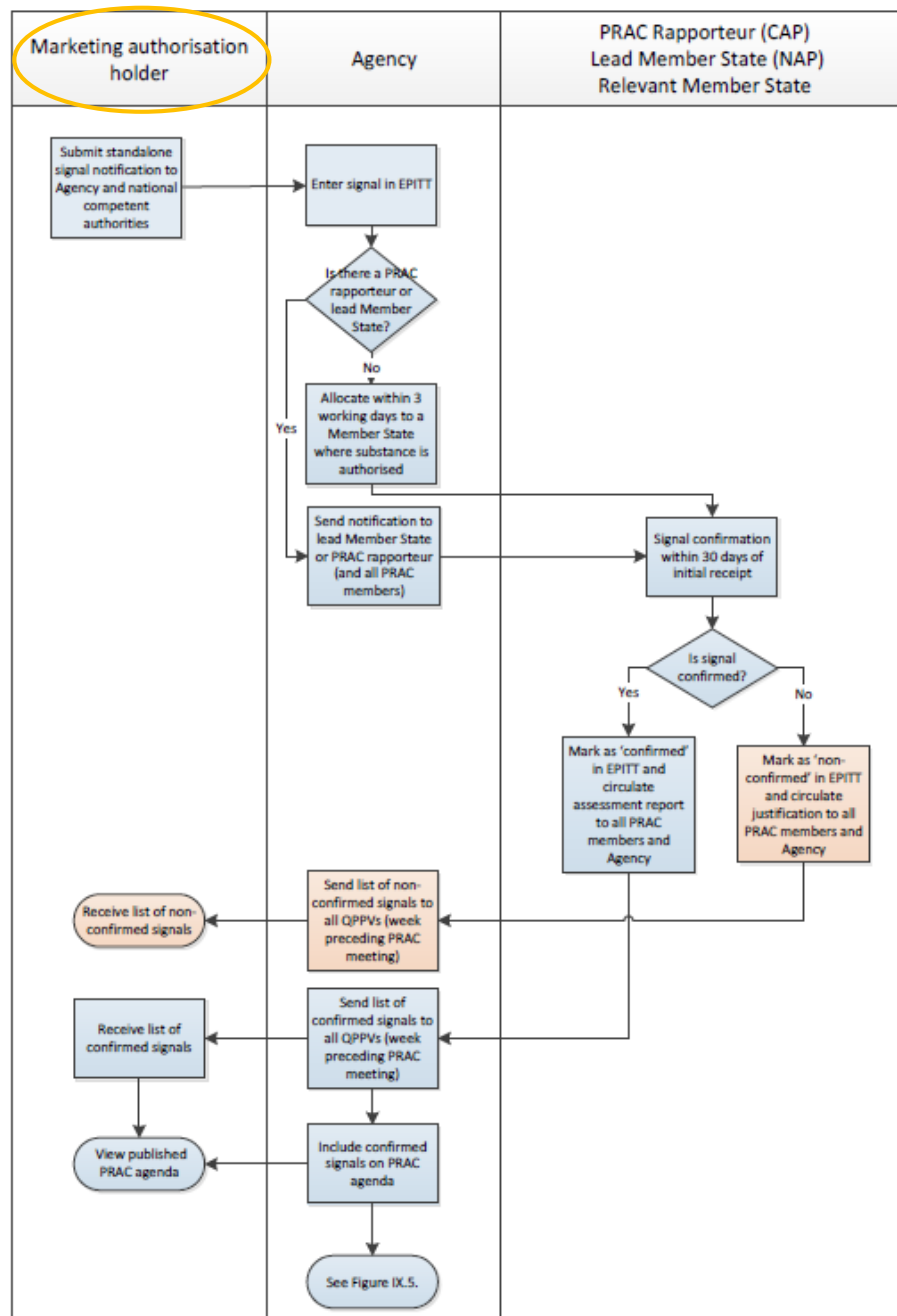 Marketing authorisation
holder
Agency
PRAC Rapporteur (CAP)
Lead Member State (NAP)
Relevant Member State
Submit standalone
signal notification to
Agency and national
competent
authorities
Enter signal in EPITT
Is there a PRAC
rapporteur or
lead Member
State?
No
Yes
Allocate within 3
working days to a
Member State
where substance is
authorised
Send notification to
lead Member State
or PRAC rapporteur
(and all PRAC
members)
Signal confirmation
within 30 days of
initial receipt
Is signal
confirmed?
Yes
No
Mark as ‘confirmed’
in EPITT and
circulate
assessment report
to all PRAC
members and
Agency
Mark as ‘non-
confirmed’ in EPITT
and circulate
justification to all
PRAC members and
Agency
Receive list of non-
confirmed signals
Send list of non-
confirmed signals to
all QPPVs (week
preceding PRAC
meeting)
Receive list of
confirmed signals
Send list of
confirmed signals to
all QPPVs (week
preceding PRAC
meeting)
View published
PRAC agenda
Include confirmed
signals on PRAC
agenda
See Figure IX.5.